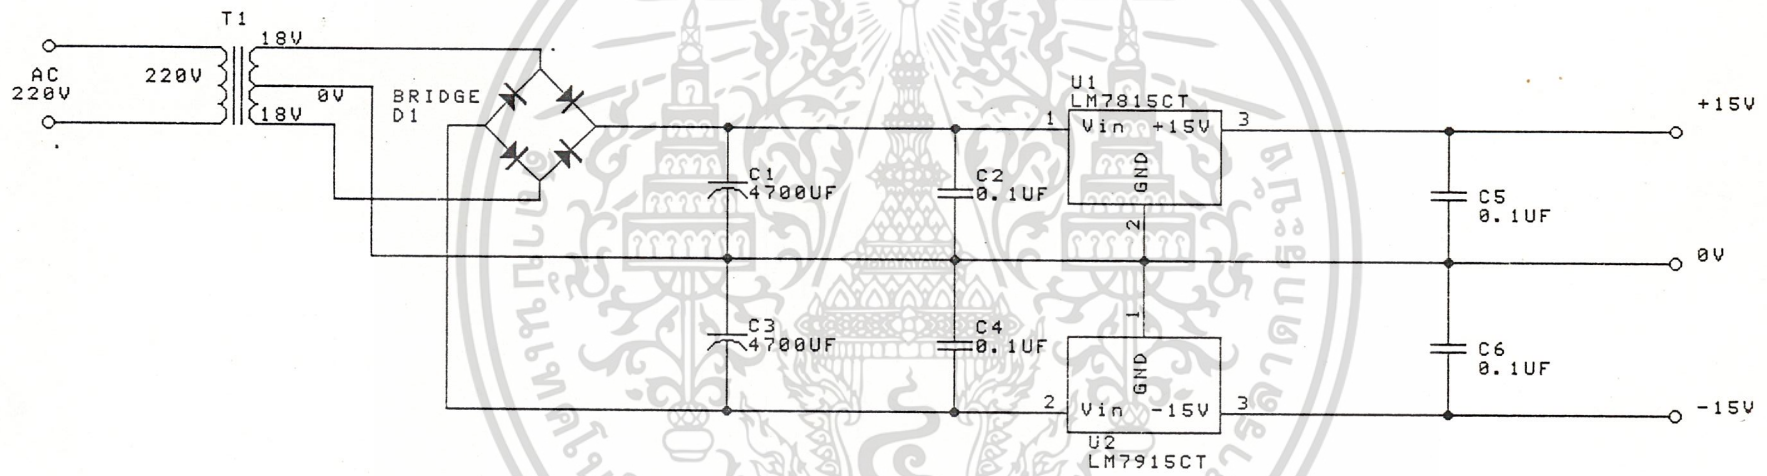 T1
18V
AC
220V
220V
0V
18V
BRIDGE
D1
C1
4700UF
C2
0.1UF
U1
LM7815CT
1
Vin +15V
3
GND
2
C5
0.1UF
+15V
0V
C3
4700UF
C4
0.1UF
1
GND
2
Vin -15V
3
U2
LM7915CT
C6
0.1UF
-15V